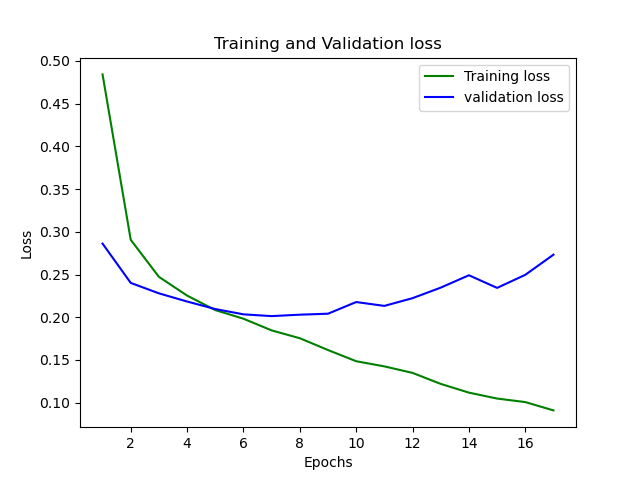 Training and Validation loss
Training loss
validation loss
0.50
0.45
0.40
0.35
0.30
0.25
0.20
0.15
0.10
Loss
2 4 6 8 10 12 14 16
Epochs